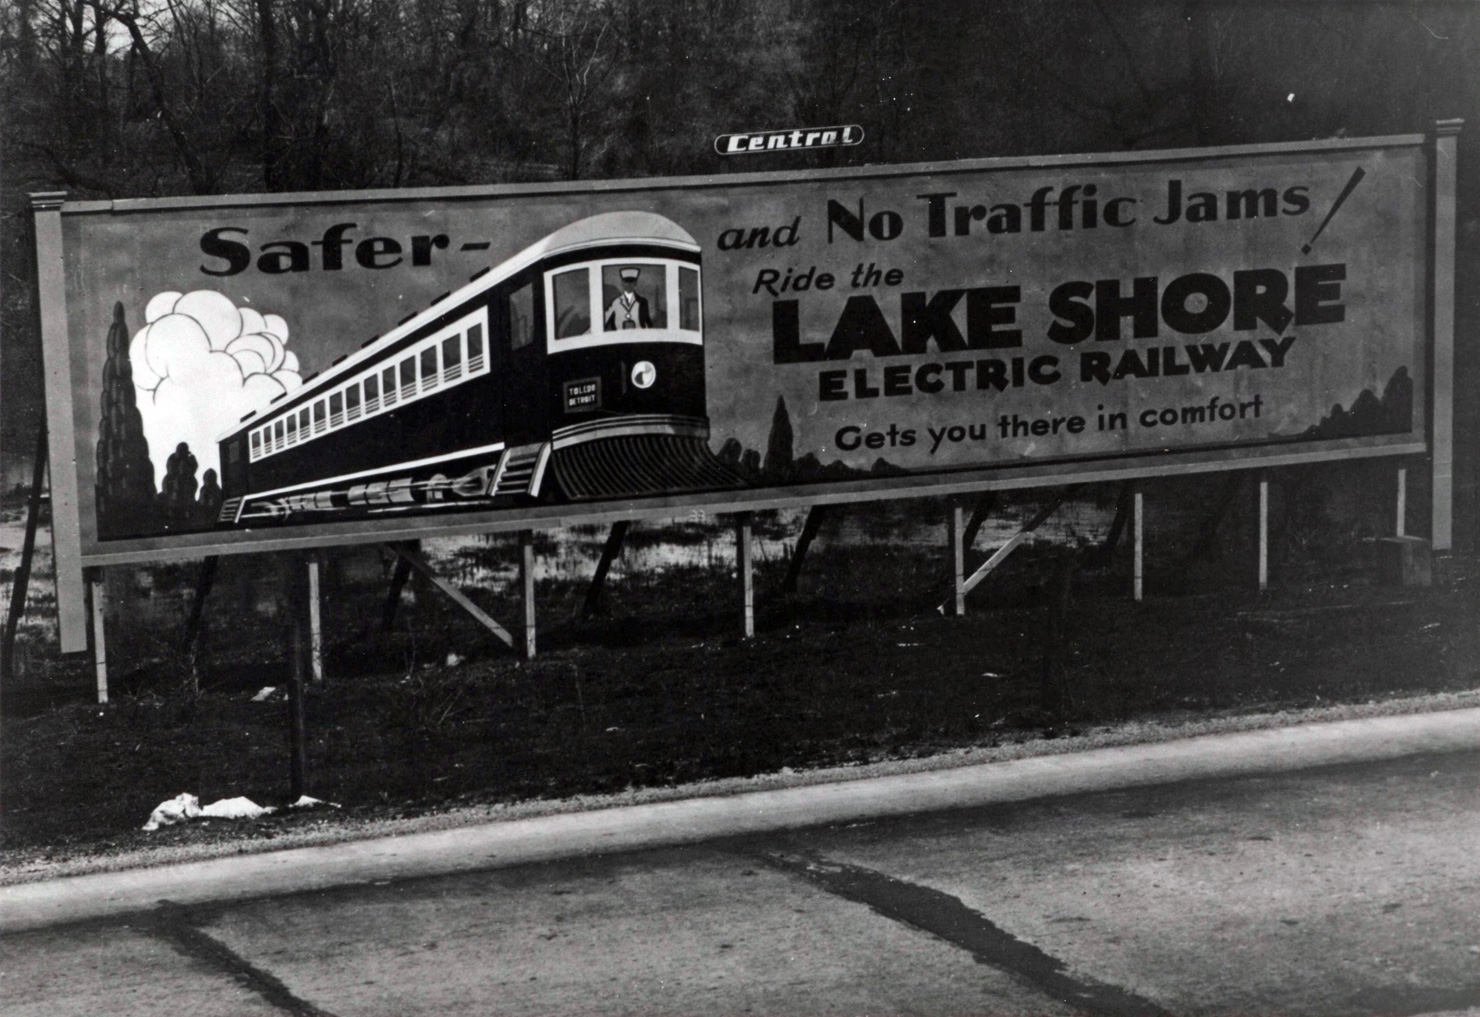 Central
Safer-
and No Traffic Jams!
Ride the
LAKE SHORE
ELECTRIC RAILWAY
Gets you there in comfort
TOLEDO
DETROIT
33